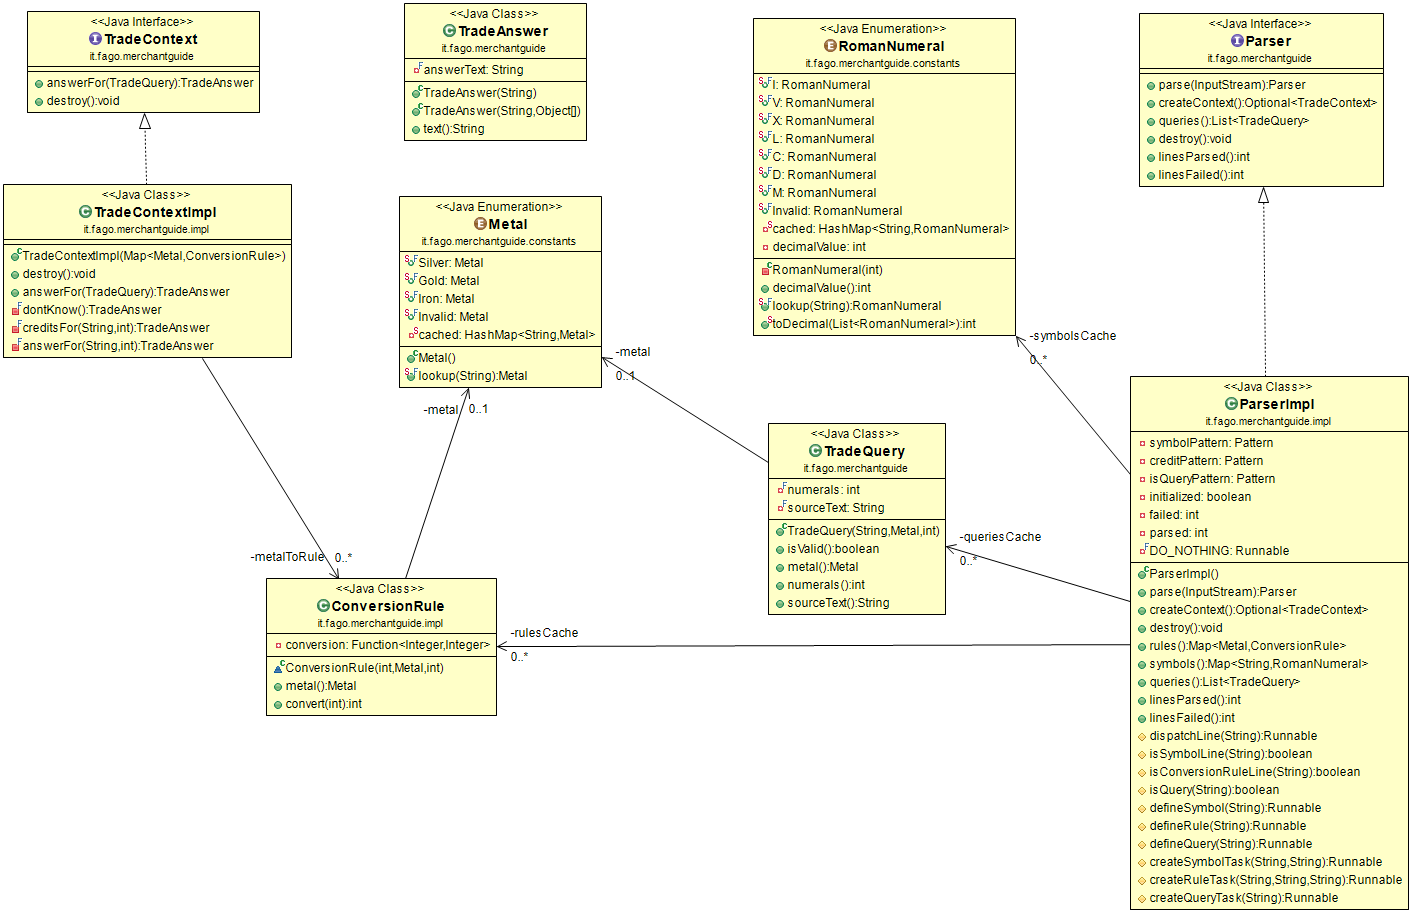 <<Java Interface>>
TradeContext
it.fago.merchantguide
answerFor(TradeQuery):TradeAnswer
destroy():void
<<Java Class>>
TradeAnswer
it.fago.merchantguide
answerText: String
TradeAnswer(String)
TradeAnswer(String,Object[])
text():String
<<Java Enumeration>>
RomanNumeral
it.fago.merchantguide.constants
I: RomanNumeral
V: RomanNumeral
X: RomanNumeral
L: RomanNumeral
C: RomanNumeral
D: RomanNumeral
M: RomanNumeral
Invalid: RomanNumeral
cached: HashMap<String,RomanNumeral>
decimalValue: int
RomanNumeral(int)
decimalValue():int
lookup(String):RomanNumeral
toDecimal(List<RomanNumeral>):int
<<Java Interface>>
Parser
it.fago.merchantguide
parse(InputStream):Parser
createContext():Optional<TradeContext>
queries():List<TradeQuery>
destroy():void
linesParsed():int
linesFailed():int
<<Java Class>>
TradeContextImpl
it.fago.merchantguide.impl
TradeContextImpl(Map<Metal,ConversionRule>)
destroy():void
answerFor(TradeQuery):TradeAnswer
dontKnow():TradeAnswer
creditsFor(String,int):TradeAnswer
answerFor(String,int):TradeAnswer
<<Java Enumeration>>
Metal
it.fago.merchantguide.constants
Silver: Metal
Gold: Metal
Iron: Metal
Invalid: Metal
cached: HashMap<String,Metal>
Metal()
lookup(String):Metal
-metal
0..1
-symbolsCache
0..*
-metal
0..1
<<Java Class>>
TradeQuery
it.fago.merchantguide
numerals: int
sourceText: String
TradeQuery(String,Metal,int)
isValid():boolean
metal():Metal
numerals():int
sourceText():String
-queriesCache
0..*
<<Java Class>>
ParserImpl
it.fago.merchantguide.impl
symbolPattern: Pattern
creditPattern: Pattern
isQueryPattern: Pattern
initialized: boolean
failed: int
parsed: int
DO_NOTHING: Runnable
ParserImpl()
parse(InputStream):Parser
createContext():Optional<TradeContext>
destroy():void
rules():Map<Metal,ConversionRule>
symbols():Map<String,RomanNumeral>
queries():List<TradeQuery>
linesParsed():int
linesFailed():int
dispatchLine(String):Runnable
isSymbolLine(String):boolean
isConversionRuleLine(String):boolean
isQuery(String):boolean
defineSymbol(String):Runnable
defineRule(String):Runnable
defineQuery(String):Runnable
createSymbolTask(String,String):Runnable
createRuleTask(String,String,String):Runnable
createQueryTask(String):Runnable
-metalToRule
0..*
<<Java Class>>
ConversionRule
it.fago.merchantguide.impl
conversion: Function<Integer,Integer>
ConversionRule(int,Metal,int)
metal():Metal
convert(int):int
-rulesCache
0..*